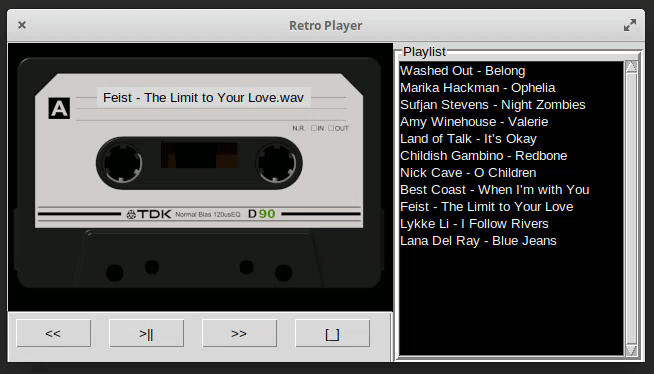 Retro Player
A
Feist - The Limit to Your Love.wav
N.R. □IN □OUT
TDK Normal Bias 120usEQ D90
<< >|| >> [_]
Playlist
Washed Out - Belong
Marika Hackman - Ophelia
Sufjan Stevens - Night Zombies
Amy Winehouse - Valerie
Land of Talk - It's Okay
Childish Gambino - Redbone
Nick Cave - O Children
Best Coast - When I'm with You
Feist - The Limit to Your Love
Lykke Li - I Follow Rivers
Lana Del Ray - Blue Jeans